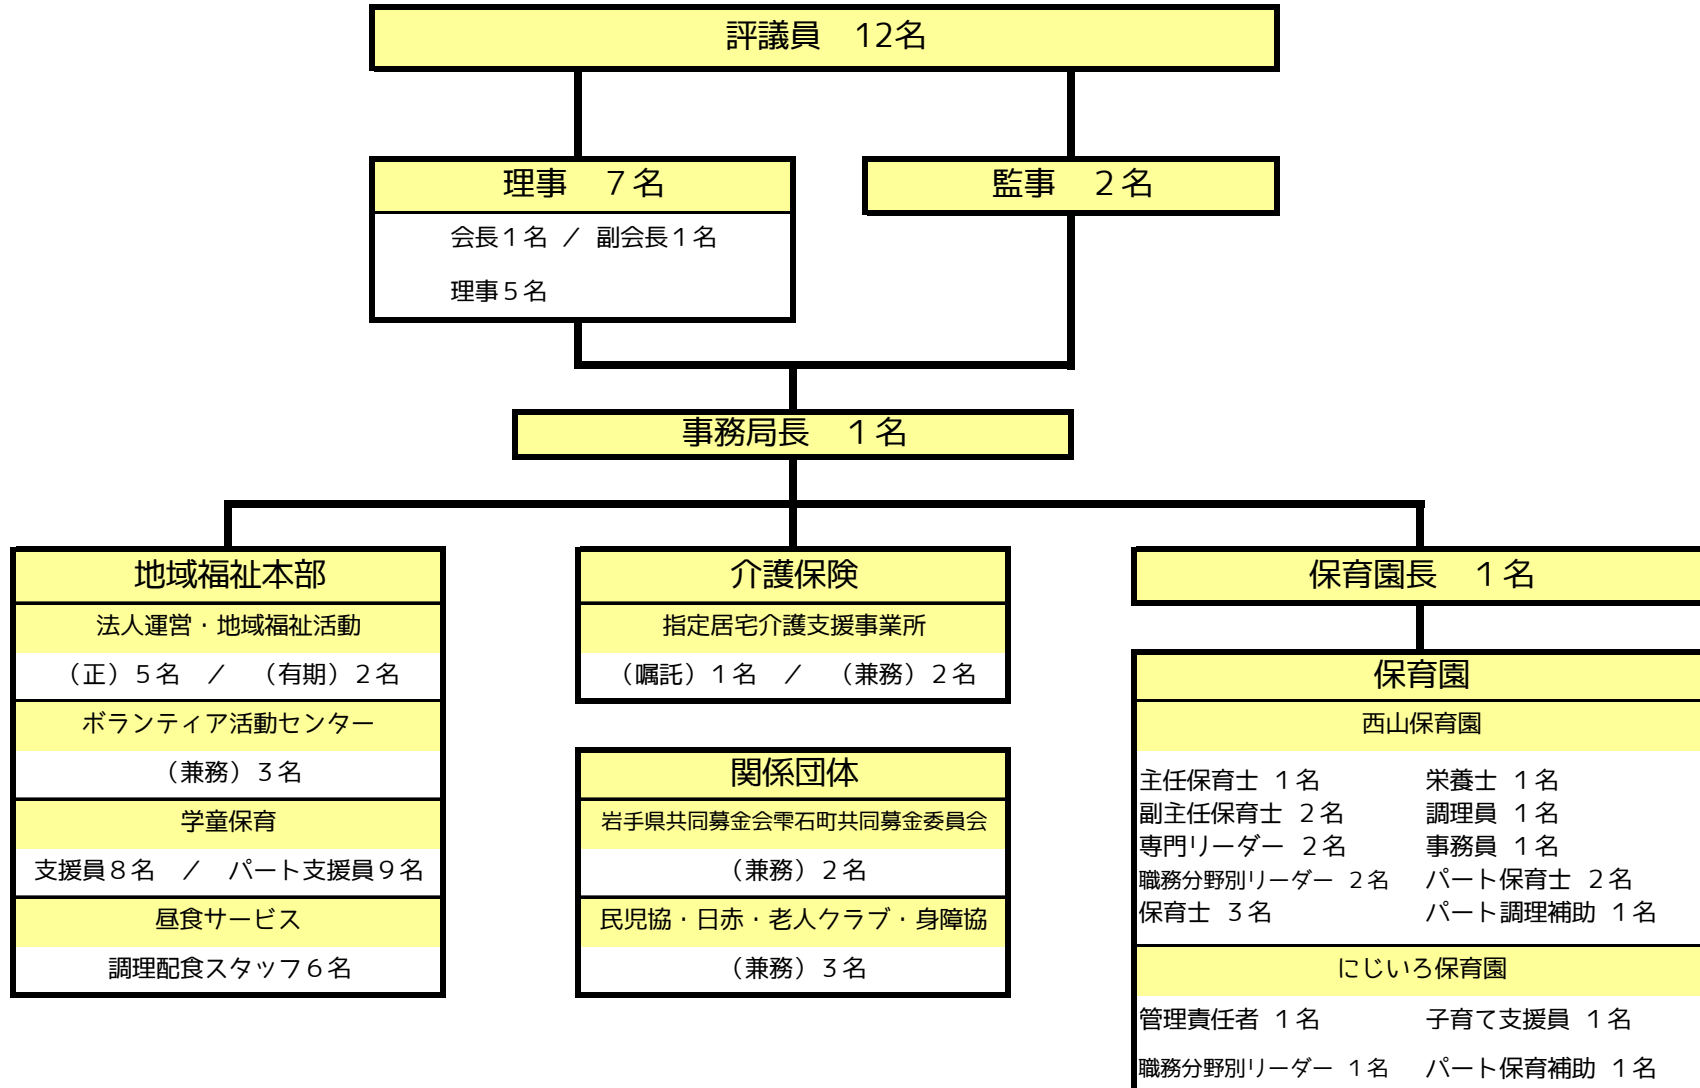 評議員　12名
理事　７名
会長１名 ／ 副会長１名
理事５名
監事　２名
事務局長　１名
地域福祉本部
法人運営・地域福祉活動
（正）５名　／　（有期）２名
ボランティア活動センター
（兼務）３名
学童保育
支援員８名　／　パート支援員９名
昼食サービス
調理配食スタッフ６名
介護保険
指定居宅介護支援事業所
（嘱託）１名　／　（兼務）２名
関係団体
岩手県共同募金会雫石町共同募金委員会
（兼務）２名
民児協・日赤・老人クラブ・身障協
（兼務）３名
保育園長　１名
保育園
西山保育園
主任保育士 １名　栄養士 １名
副主任保育士 ２名　調理員 １名
専門リーダー ２名　事務員 １名
職務分野別リーダー ２名　パート保育士 ２名
保育士 ３名　パート調理補助 １名
にじいろ保育園
管理責任者 １名　子育て支援員 １名
職務分野別リーダー １名　パート保育補助 １名